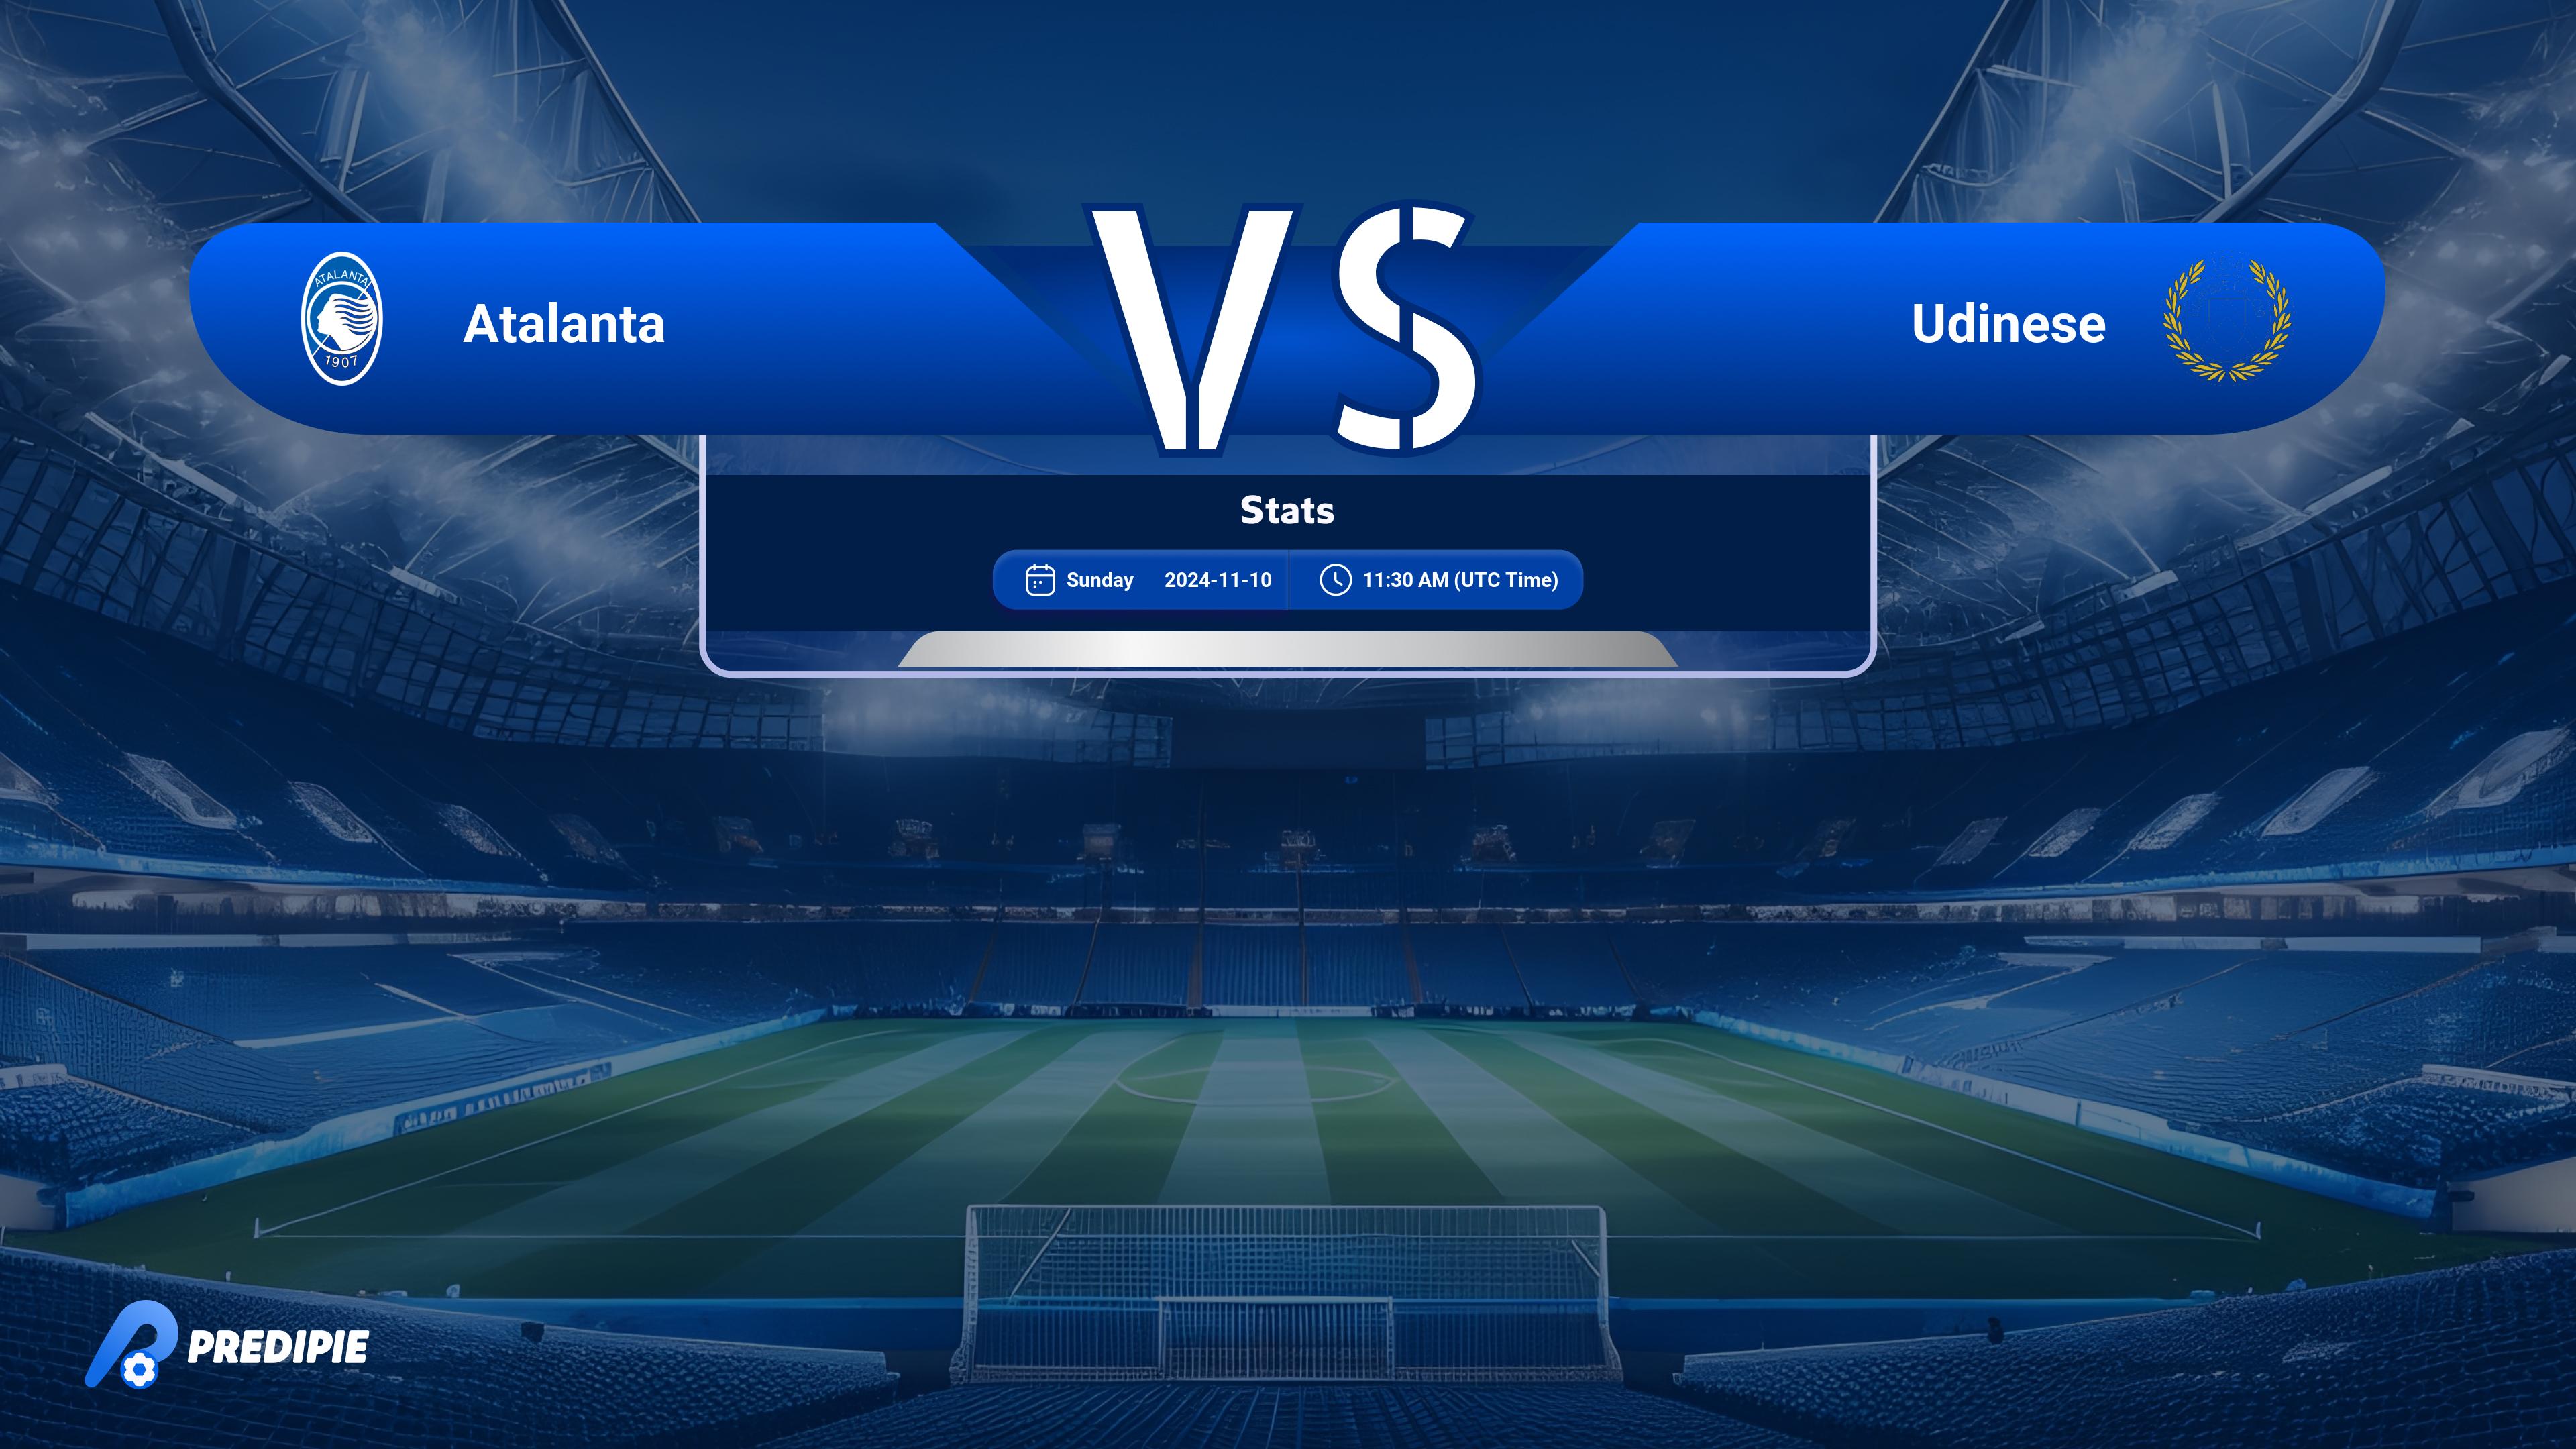 VS
ATALANTA
1907
Atalanta
Udinese
Stats
Sunday 2024-11-10 11:30 AM (UTC Time)
PREDIPIE